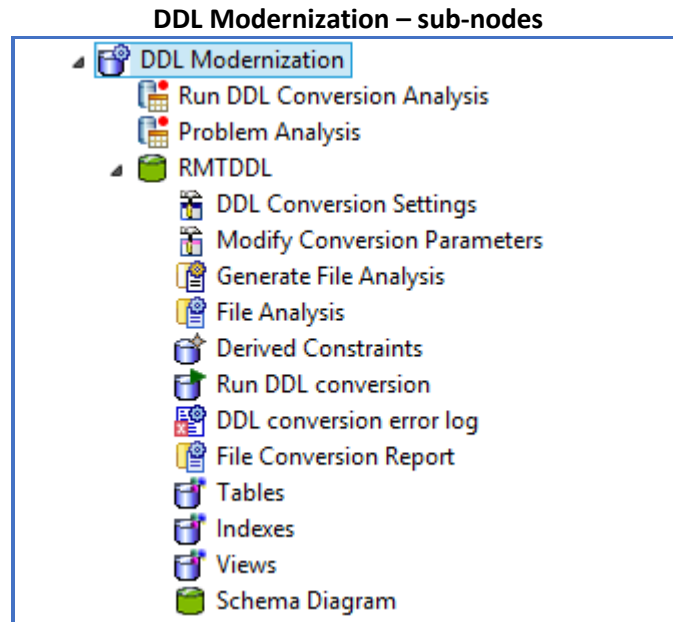 DDL Modernization – sub-nodes
DDL Modernization
Run DDL Conversion Analysis
Problem Analysis
RMTDDL
DDL Conversion Settings
Modify Conversion Parameters
Generate File Analysis
File Analysis
Derived Constraints
Run DDL conversion
DDL conversion error log
File Conversion Report
Tables
Indexes
Views
Schema Diagram